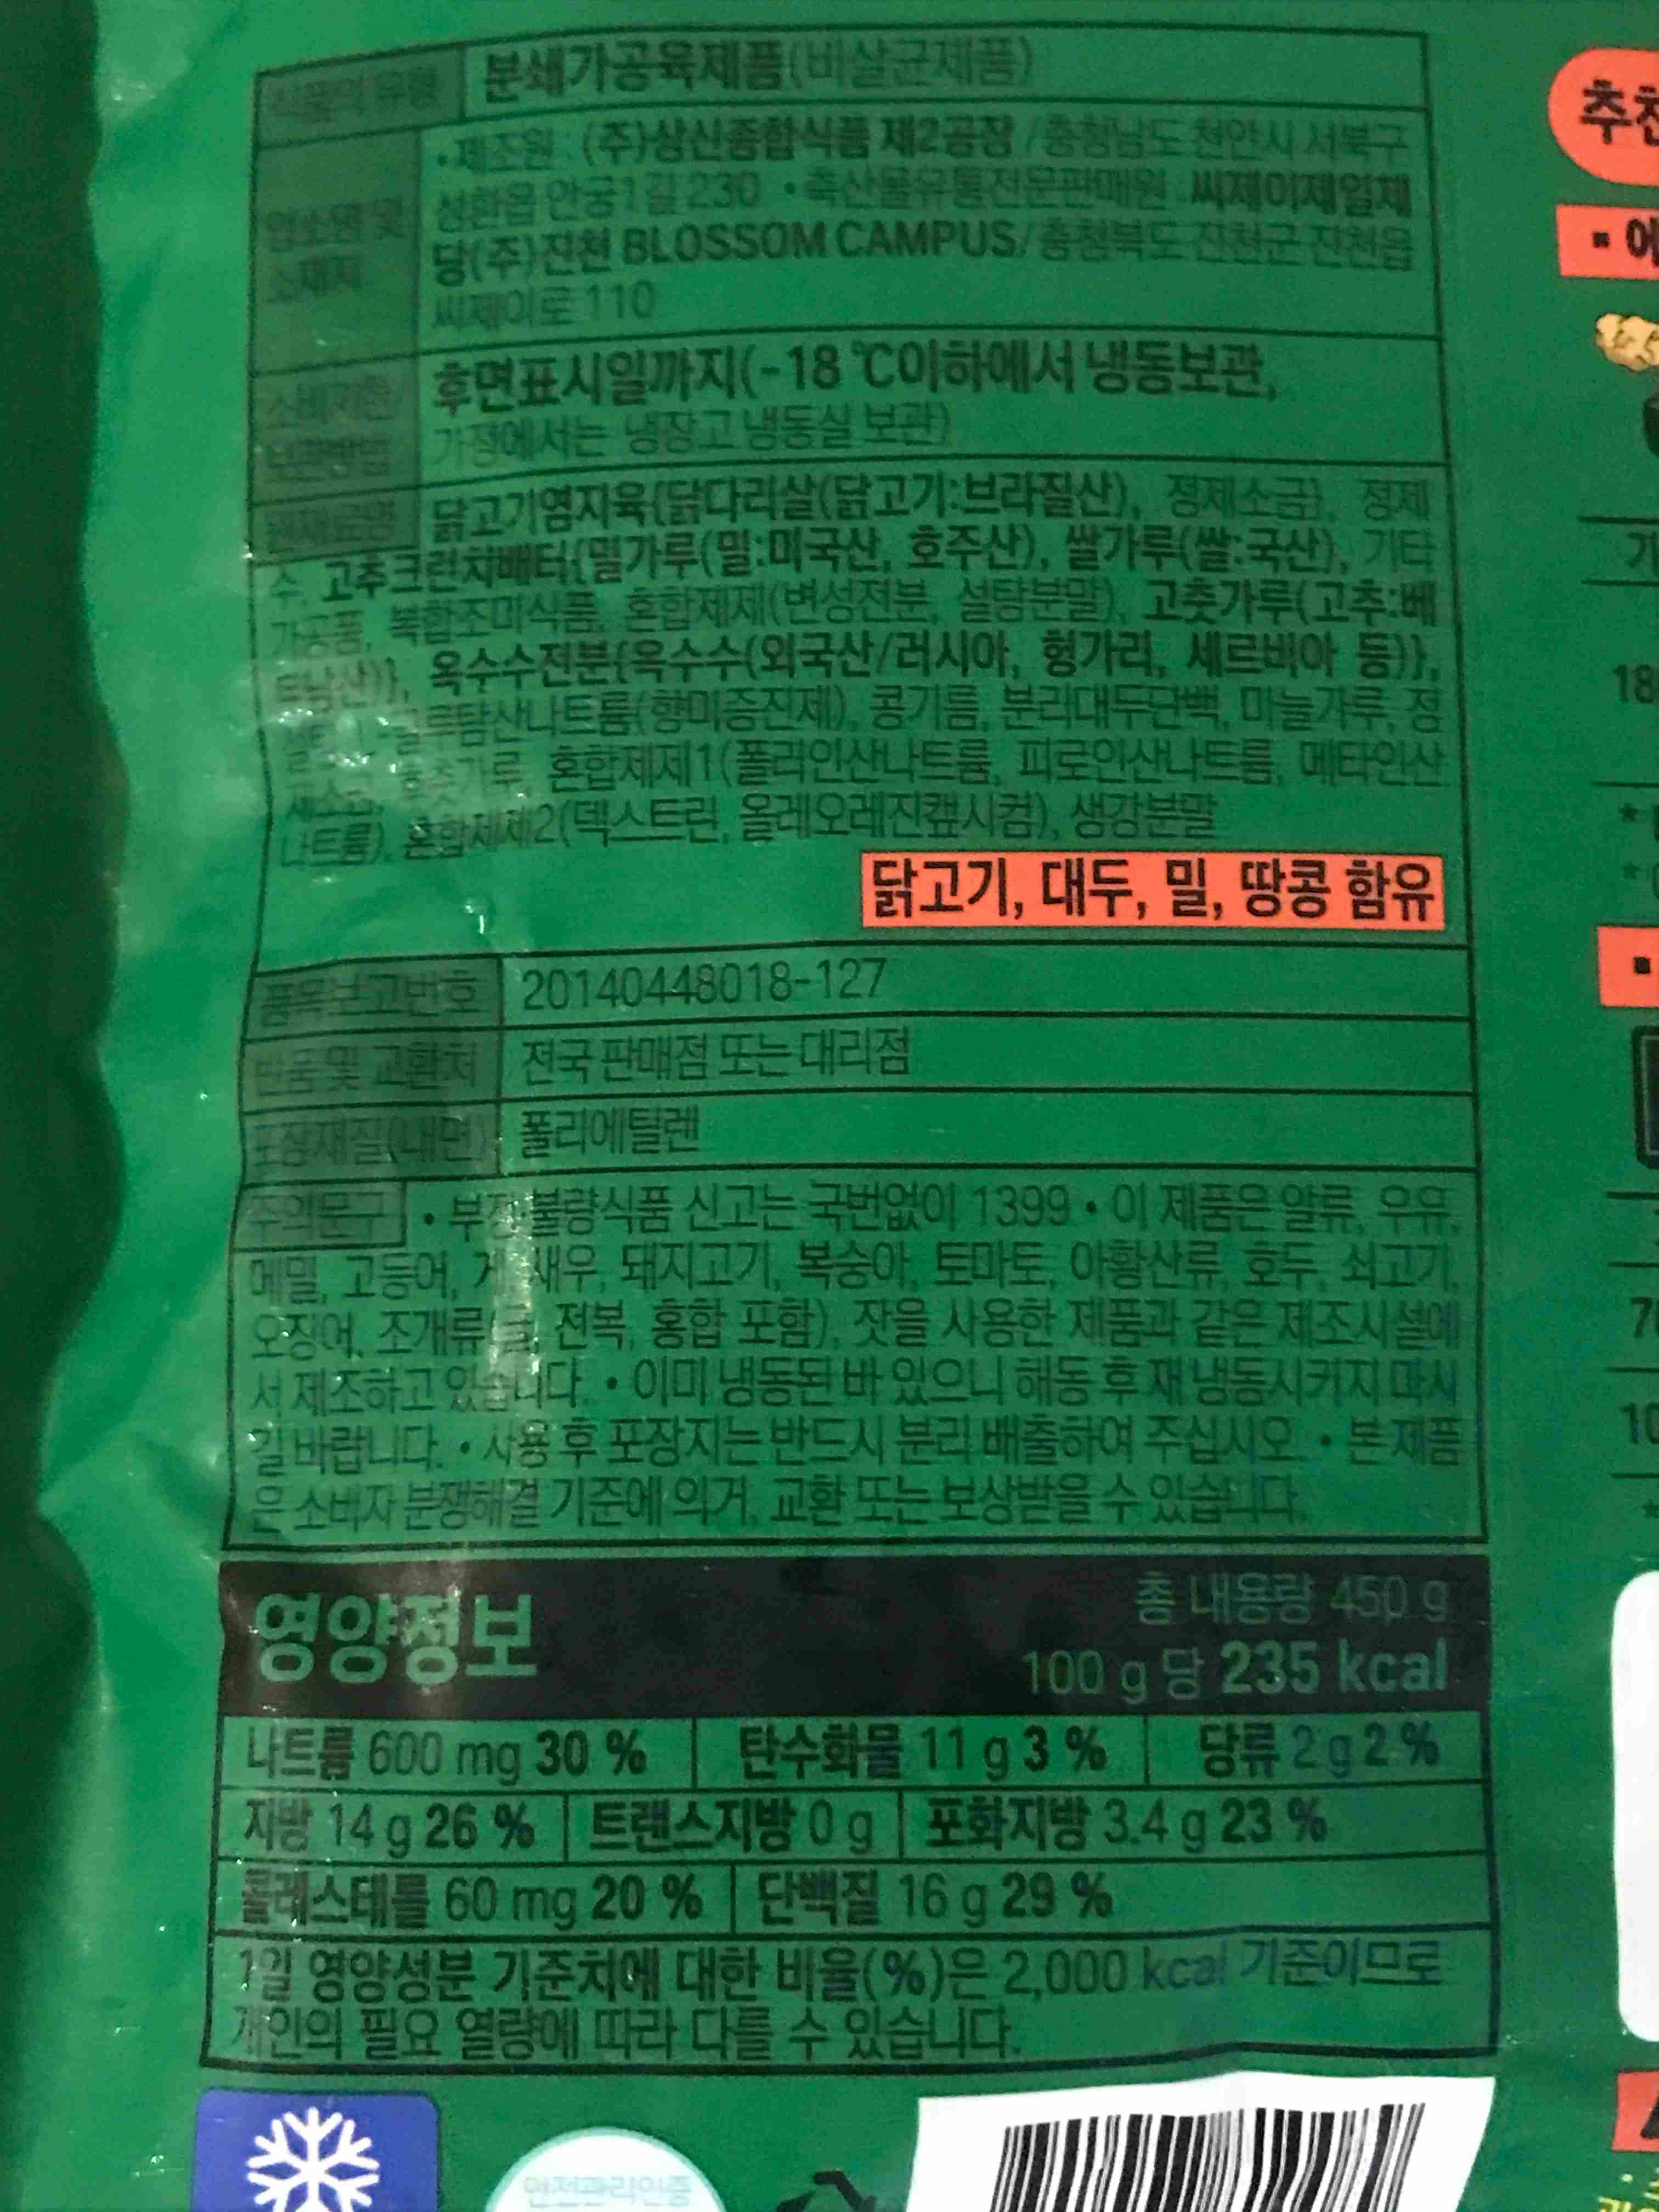 식품의 유형 분쇄가공육제품(비살균제품)
업소명 및 소재지
• 제조원 : (주)상신종합식품 제2공장 / 충청남도 천안시 서북구
성환읍 안궁1길 230 • 축산물유통전문판매원 : 씨제이제일제
당(주)진천 BLOSSOM CAMPUS/ 충청북도 진천군 진천읍
씨제이로 110
소비기한 후면표시일까지(-18 ℃이하에서 냉동보관,
보관방법 가정에서는 냉장고 냉동실 보관)
원재료명 닭고기염지육{닭다리살(닭고기:브라질산), 정제소금}, 정제
수, 고추크런치배터{밀가루(밀:미국산, 호주산), 쌀가루(쌀:국산), 기타
가공품, 복합조미식품, 혼합제제(변성전분, 설탕분말), 고춧가루(고추:베
트남산)}, 옥수수전분{옥수수(외국산/러시아, 헝가리, 세르비아 등)},
루탐산나트륨(향미증진제), 콩기름, 분리대두단백, 마늘가루, 정
제소금, 후춧가루, 혼합제제1(폴리인산나트륨, 피로인산나트륨, 메타인산
나트륨), 혼합제제2(덱스트린, 올레오레진캡시컴), 생강분말
닭고기, 대두, 밀, 땅콩 함유
품목보고번호 20140448018-127
반품 및 교환처 전국 판매점 또는 대리점
포장재질(내면) 폴리에틸렌
주의문구 • 부정·불량식품 신고는 국번없이 1399 • 이 제품은 알류, 우유,
메밀, 고등어, 게, 새우, 돼지고기, 복숭아, 토마토, 아황산류, 호두, 쇠고기,
오징어, 조개류(굴, 전복, 홍합 포함), 잣을 사용한 제품과 같은 제조시설에
서 제조하고 있습니다. • 이미 냉동된 바 있으니 해동 후 재 냉동시키지 마시
길 바랍니다. • 사용 후 포장지는 반드시 분리 배출하여 주십시오. • 본 제품
은 소비자 분쟁해결 기준에 의거, 교환 또는 보상받을 수 있습니다.
영양정보
총 내용량 450 g
100 g 당 235 kcal
나트륨 600 mg 30 % 탄수화물 11 g 3 % 당류 2 g 2 %
지방 14 g 26 % 트랜스지방 0 g 포화지방 3.4 g 23 %
콜레스테롤 60 mg 20 % 단백질 16 g 29 %
1일 영양성분 기준치에 대한 비율(%)은 2,000 kcal 기준이므로
개인의 필요 열량에 따라 다를 수 있습니다.
안전관리인증
추천
18